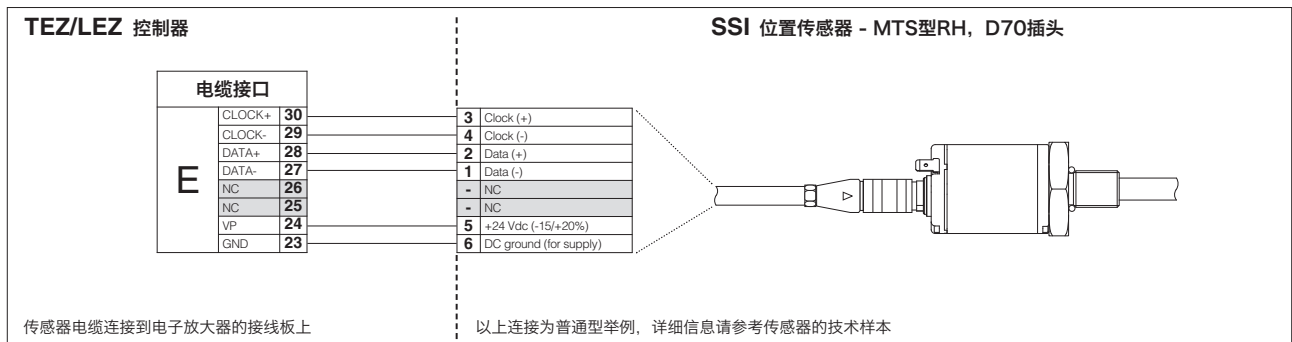 TEZ/LEZ 控制器
SSI 位置传感器 - MTS型RH，D70插头
电缆接口
E
CLOCK+ 30
CLOCK- 29
DATA+ 28
DATA- 27
NC 26
NC 25
VP 24
GND 23
3 Clock (+)
4 Clock (-)
2 Data (+)
1 Data (-)
- NC
- NC
5 +24 Vdc (-15/+20%)
6 DC ground (for supply)
传感器电缆连接到电子放大器的接线板上
以上连接为普通型举例，详细信息请参考传感器的技术样本